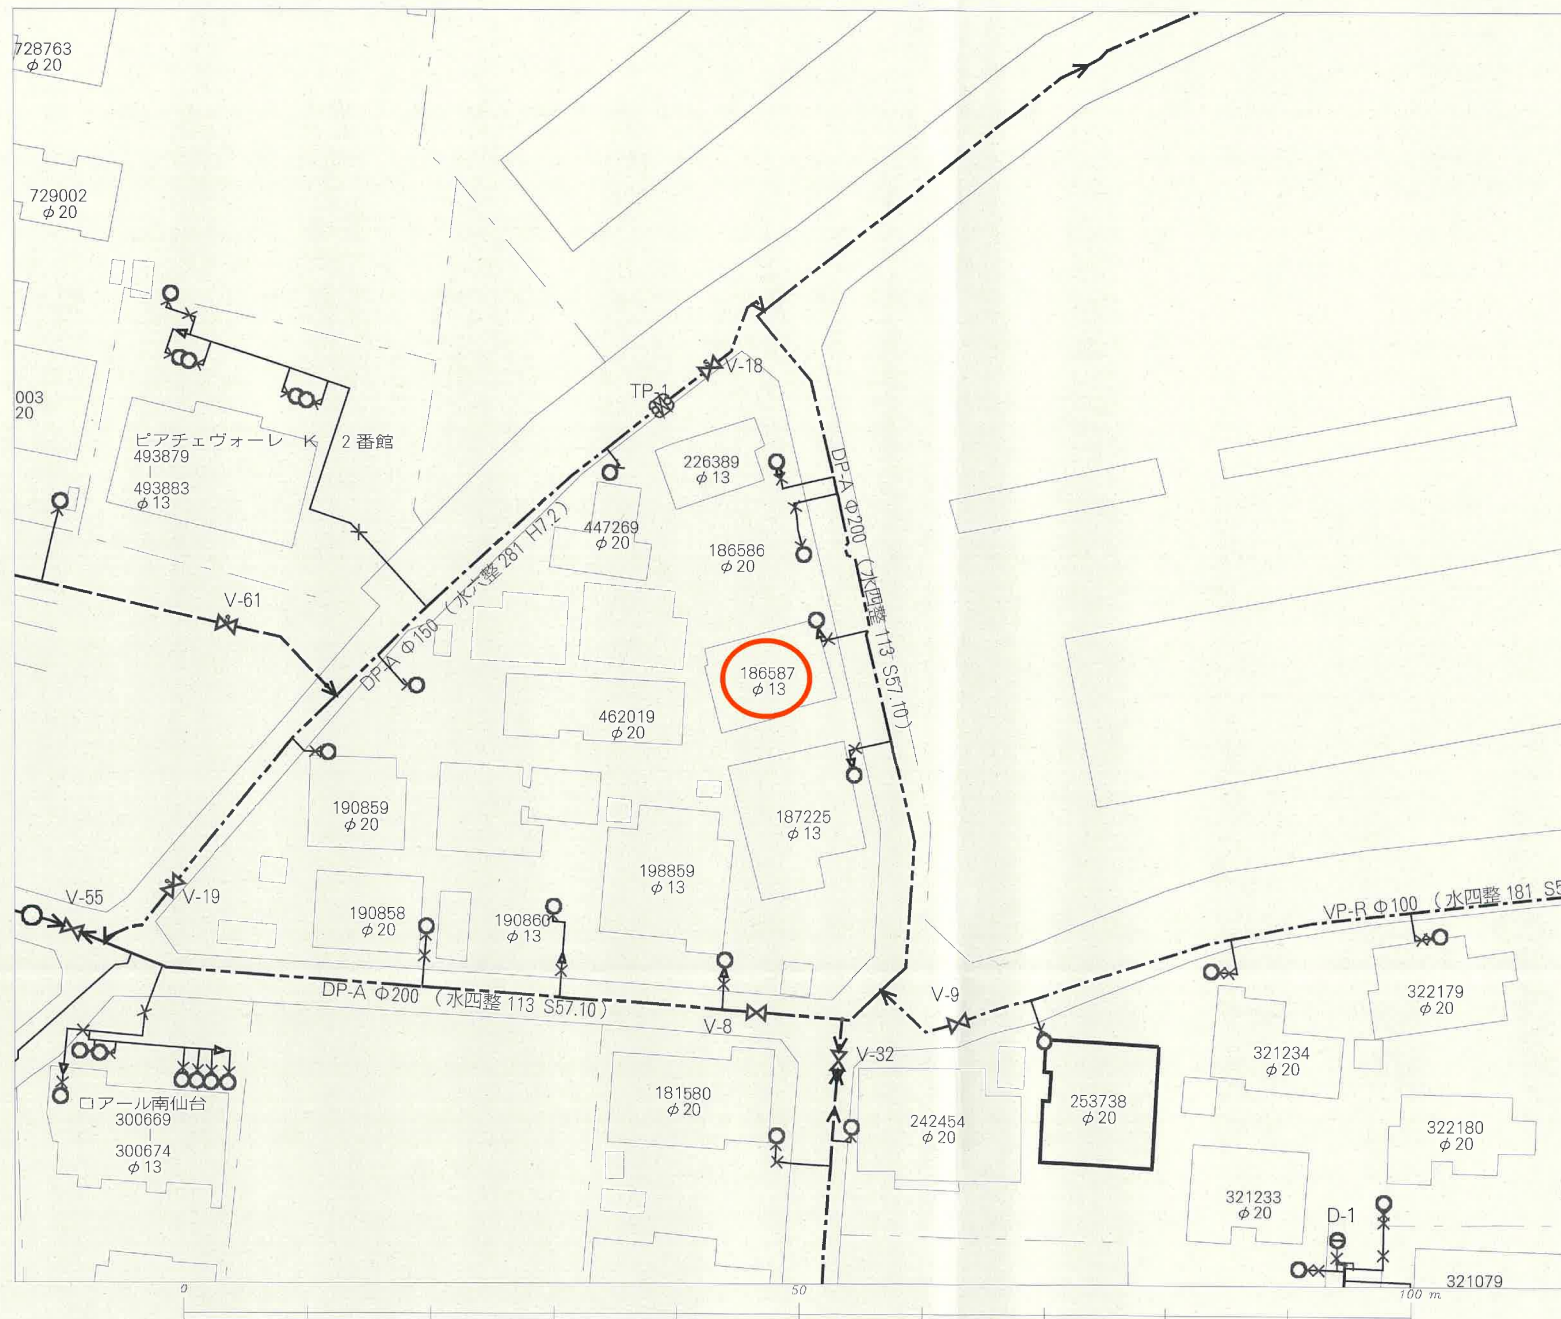 728763
φ20
729002
φ20
003
20
ピアチェヴォーレ K 2番館
493879
|
493883
φ13
V-61
TP-1
V-18
226389
φ13
447269
φ20
186586
φ20
DP-A Φ150 (水六整 281 H7.2)
DP-A Φ200 (水四整 113 S57.10)
186587
φ13
462019
φ20
190859
φ20
187225
φ13
198859
φ13
V-55
V-19
190858
φ20
190860
φ13
DP-A Φ200 (水四整 113 S57.10)
V-8
V-9
VP-R Φ100 (水四整 181 S5
322179
φ20
V-32
321234
φ20
181580
φ20
242454
φ20
253738
φ20
322180
φ20
ロアール南仙台
300669
|
300674
φ13
321233
φ20
D-1
321079
0
50
100 m